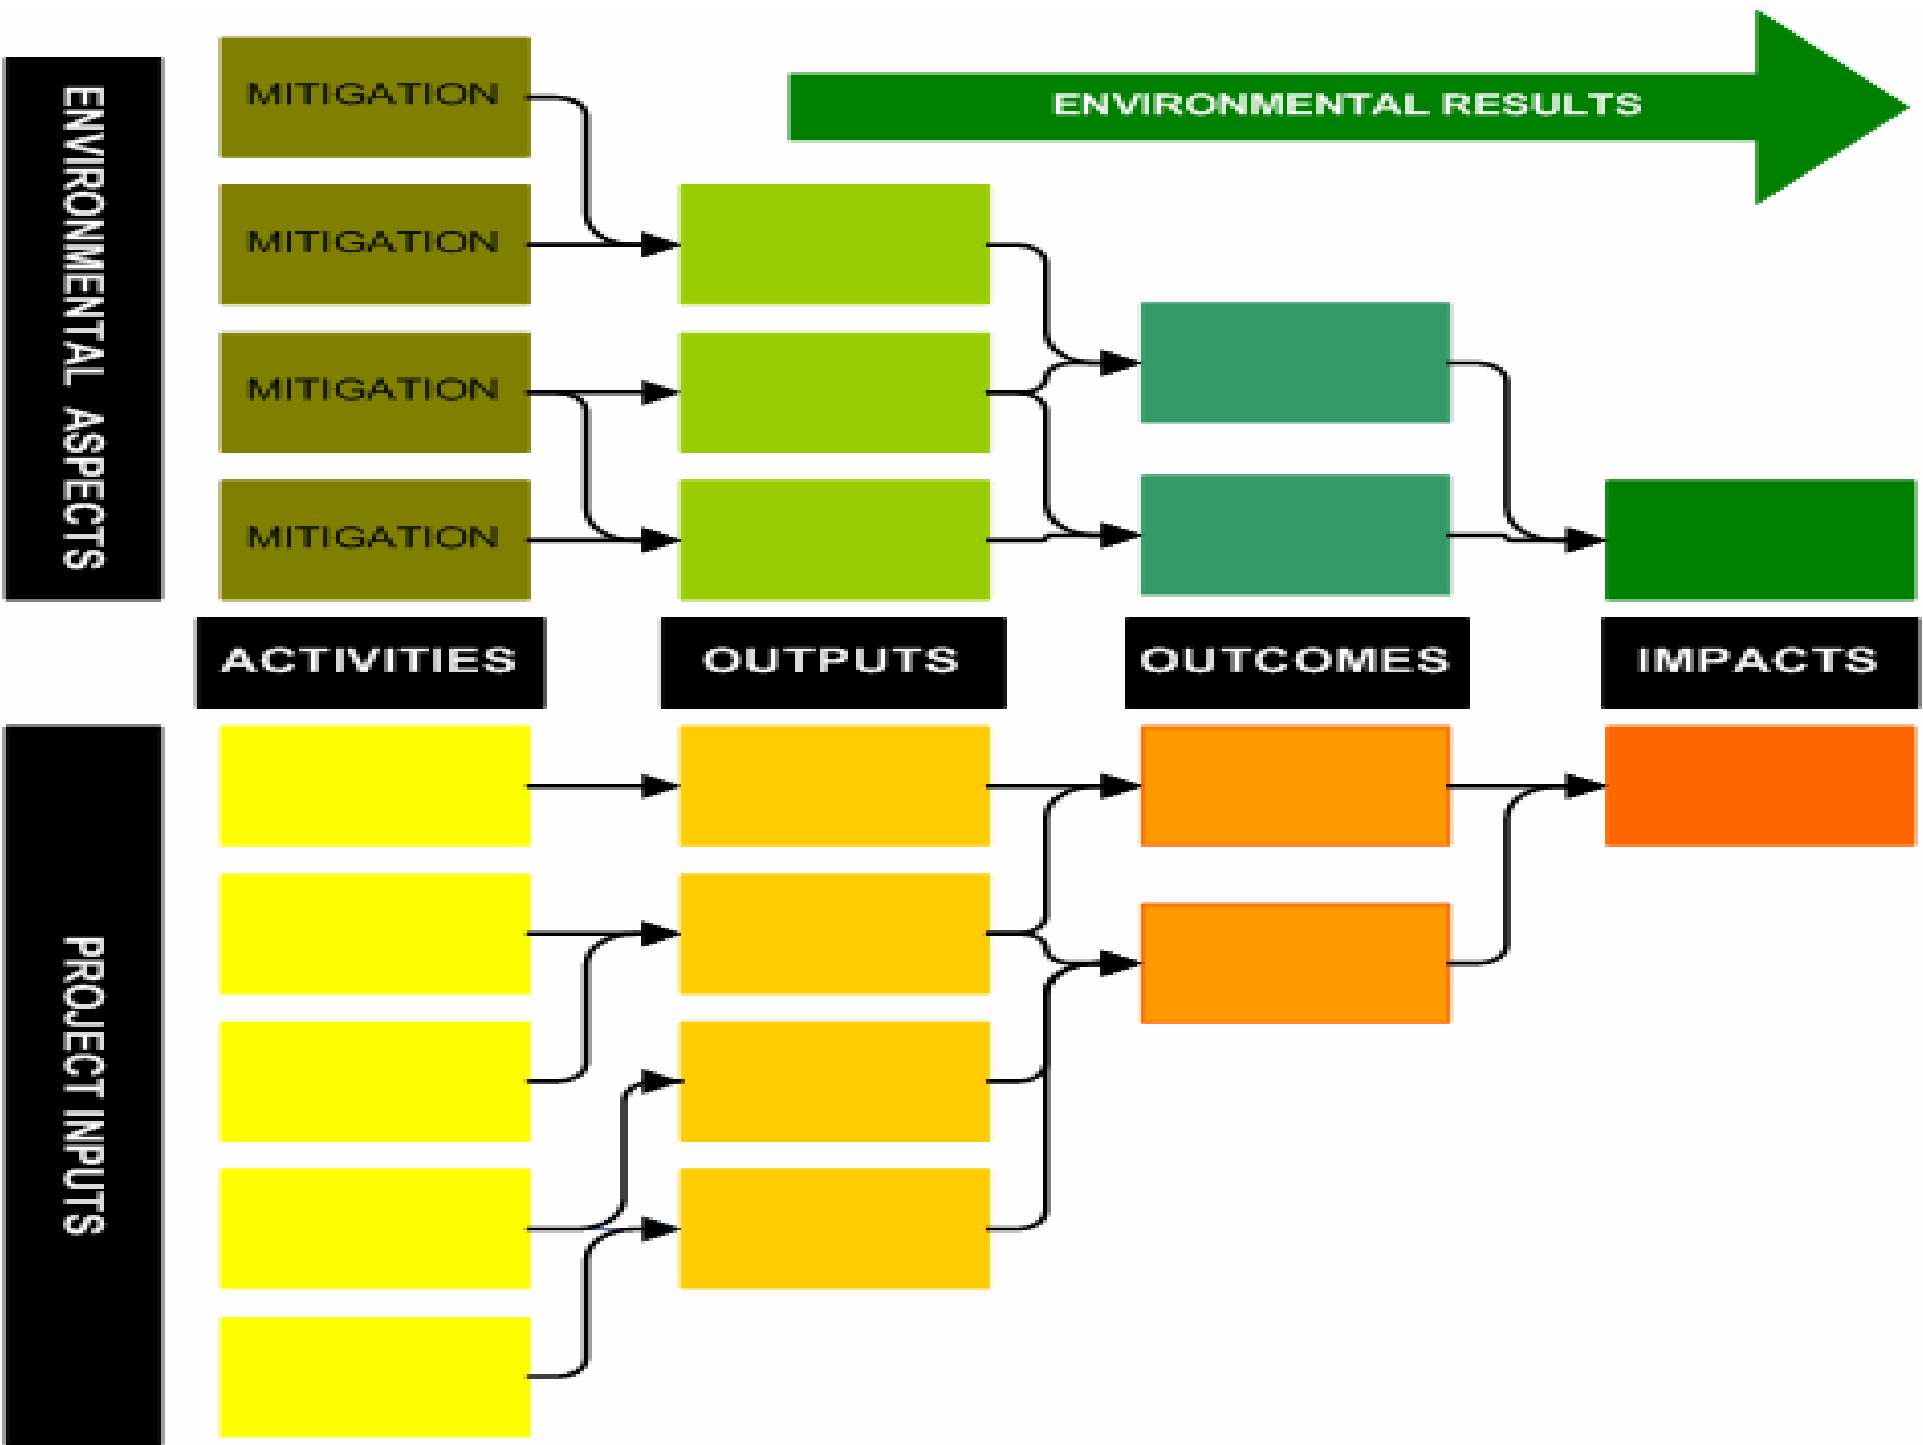 ENVIRONMENTAL ASPECTS
MITIGATION
ENVIRONMENTAL RESULTS
MITIGATION
MITIGATION
MITIGATION
ACTIVITIES
OUTPUTS
OUTCOMES
IMPACTS
PROJECT INPUTS